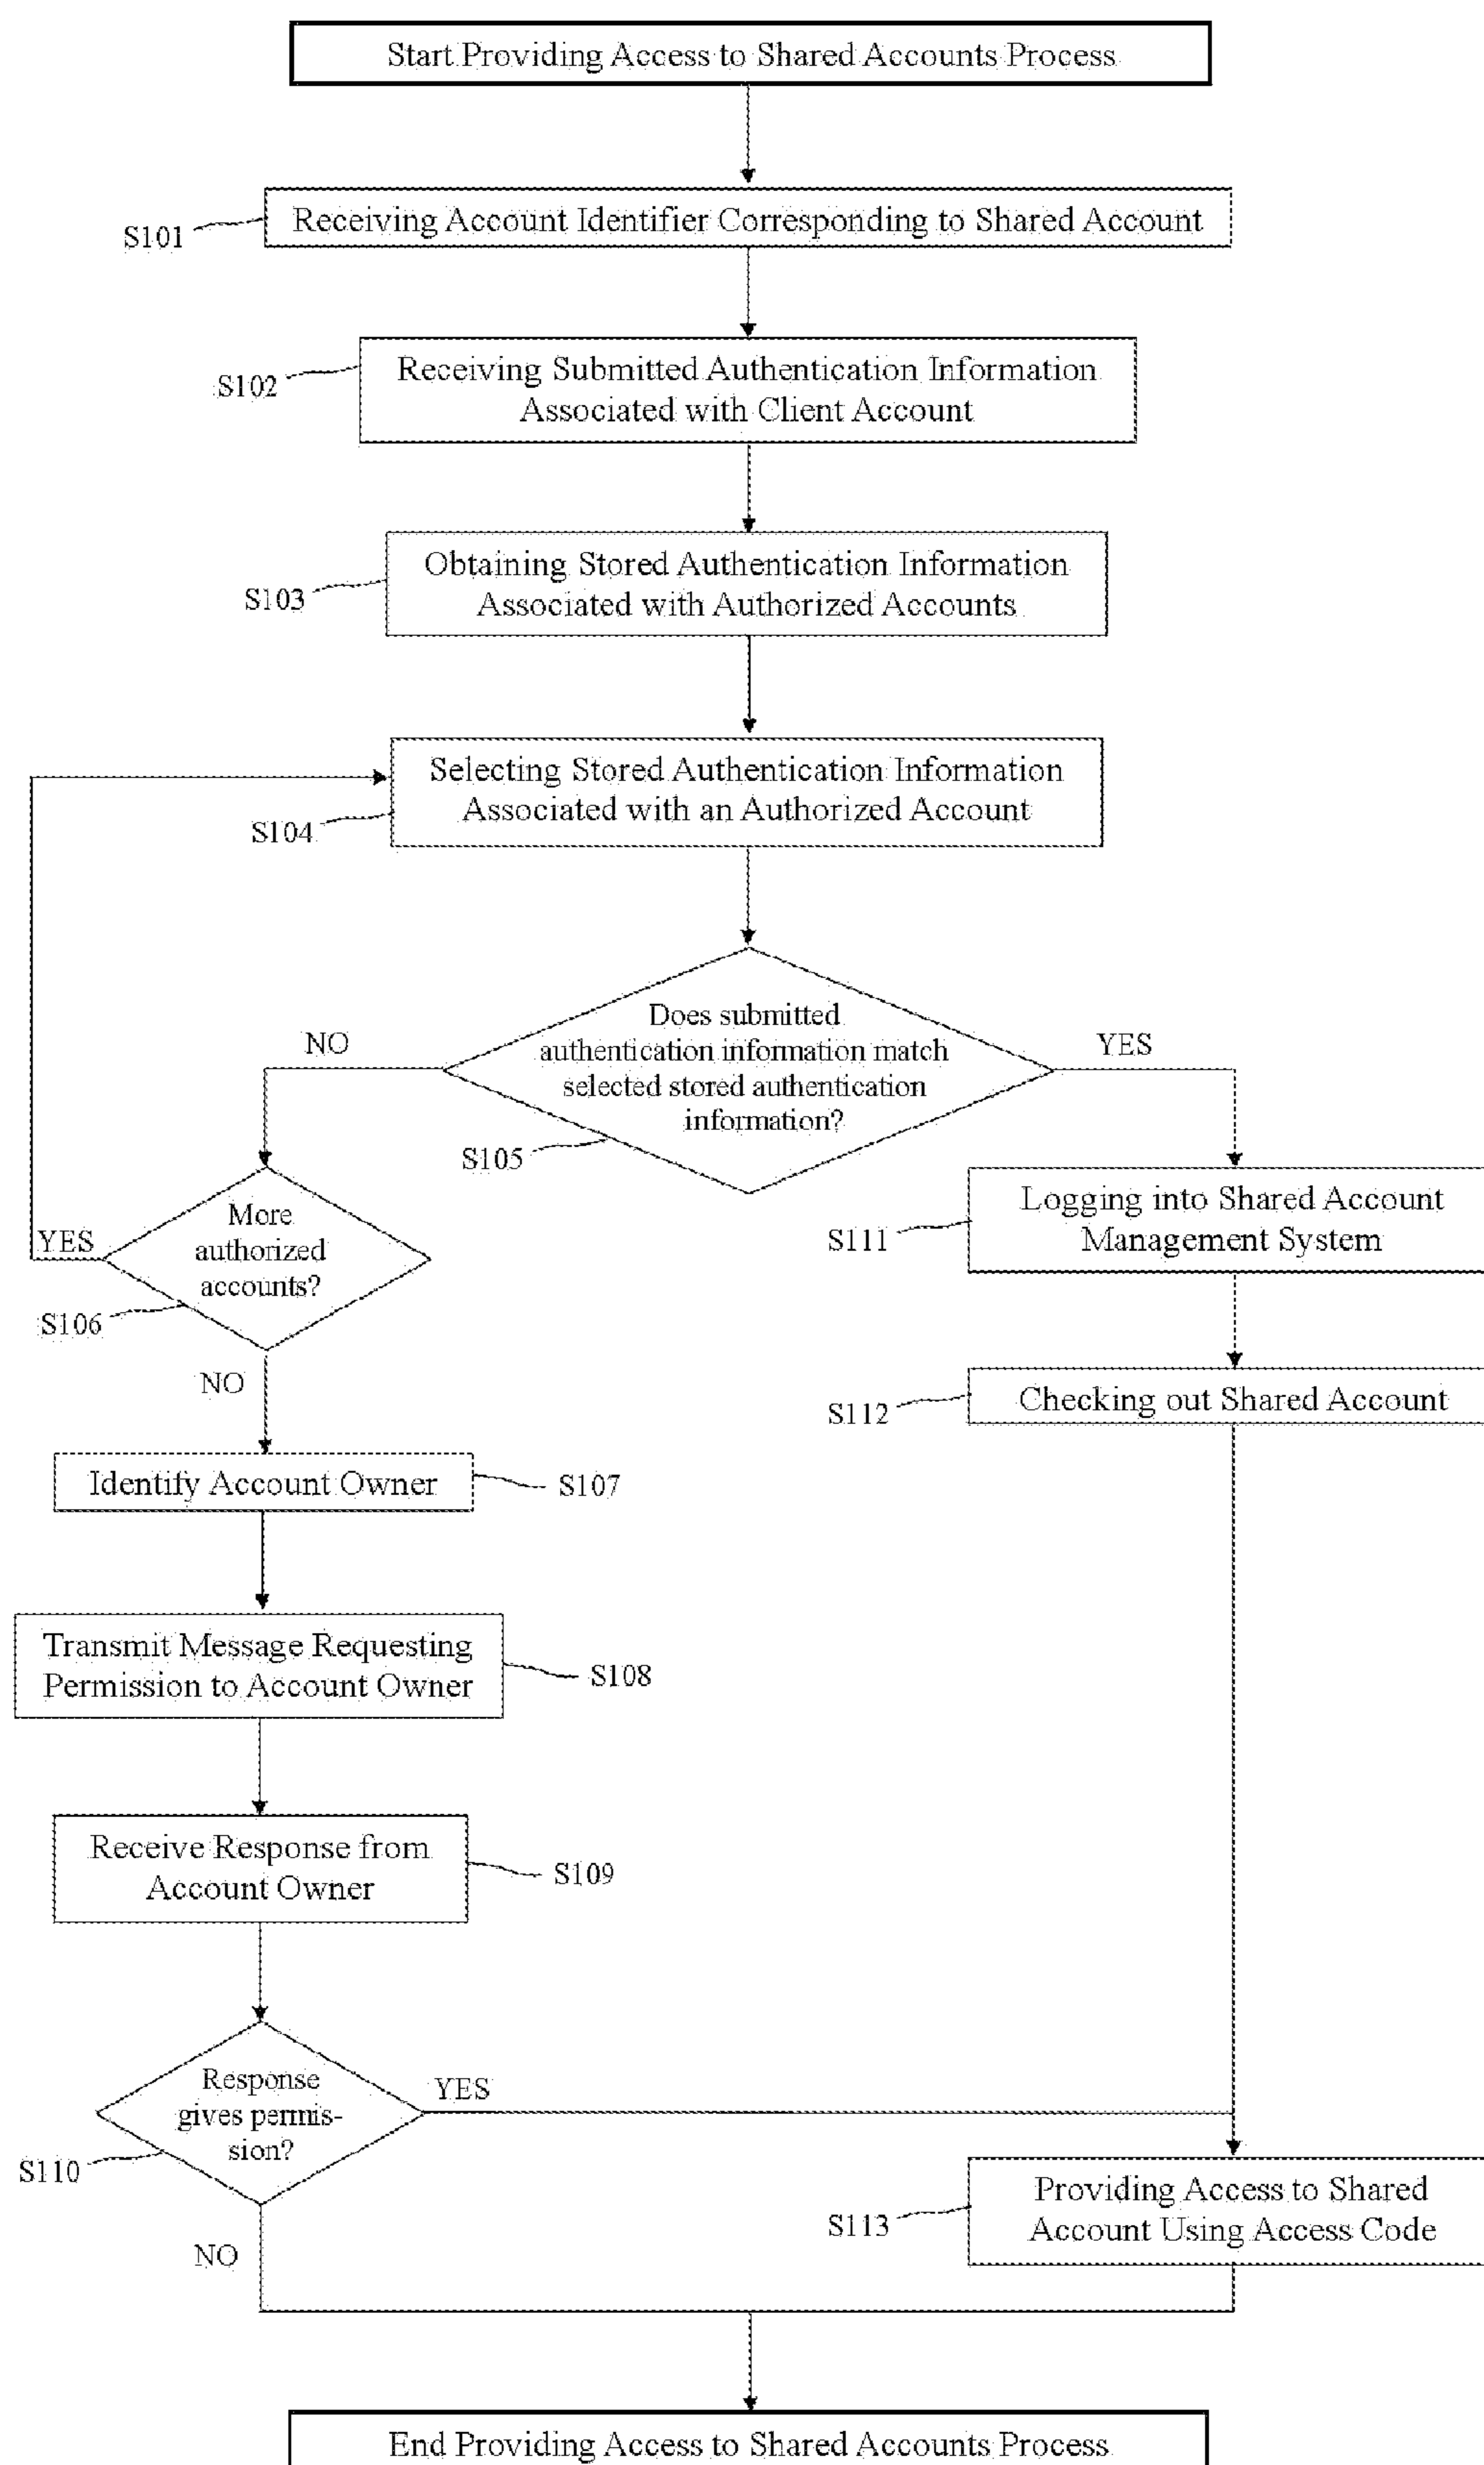 Start Providing Access to Shared Accounts Process
Receiving Account Identifier Corresponding to Shared Account
S101
Receiving Submitted Authentication Information
Associated with Client Account
S102
Obtaining Stored Authentication Information
Associated with Authorized Accounts
S103
Selecting Stored Authentication Information
Associated with an Authorized Account
S104
Does submitted
authentication information match
selected stored authentication
information?
NO
YES
S105
More
authorized
accounts?
YES
S106
NO
Logging into Shared Account
Management System
S111
Checking out Shared Account
S112
Identify Account Owner
S107
Transmit Message Requesting
Permission to Account Owner
S108
Receive Response from
Account Owner
S109
Response
gives permis-
sion?
YES
S110
NO
Providing Access to Shared
Account Using Access Code
S113
End Providing Access to Shared Accounts Process